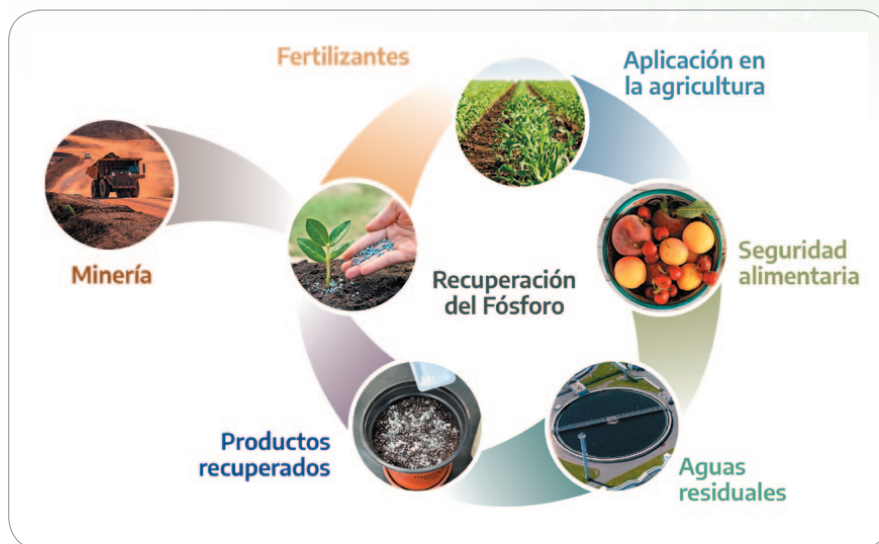 Fertilizantes
Aplicación en
la agricultura
Minería
Recuperación
del Fósforo
Seguridad
alimentaria
Productos
recuperados
Aguas
residuales